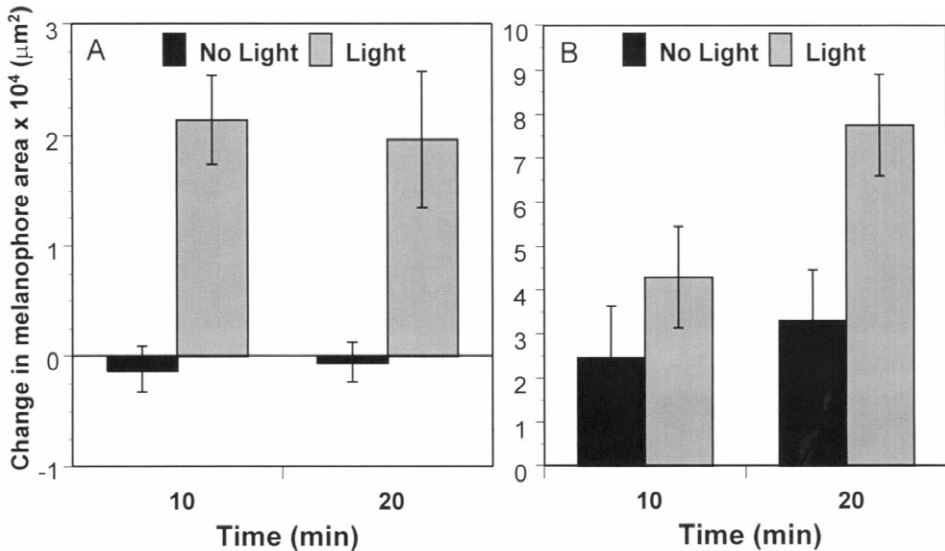 A
No Light Light
Change in melanophore area x 10⁴ (μm²)
3
2
1
0
-1
10 20
Time (min)
B
No Light Light
10
9
8
7
6
5
4
3
2
1
0
10 20
Time (min)